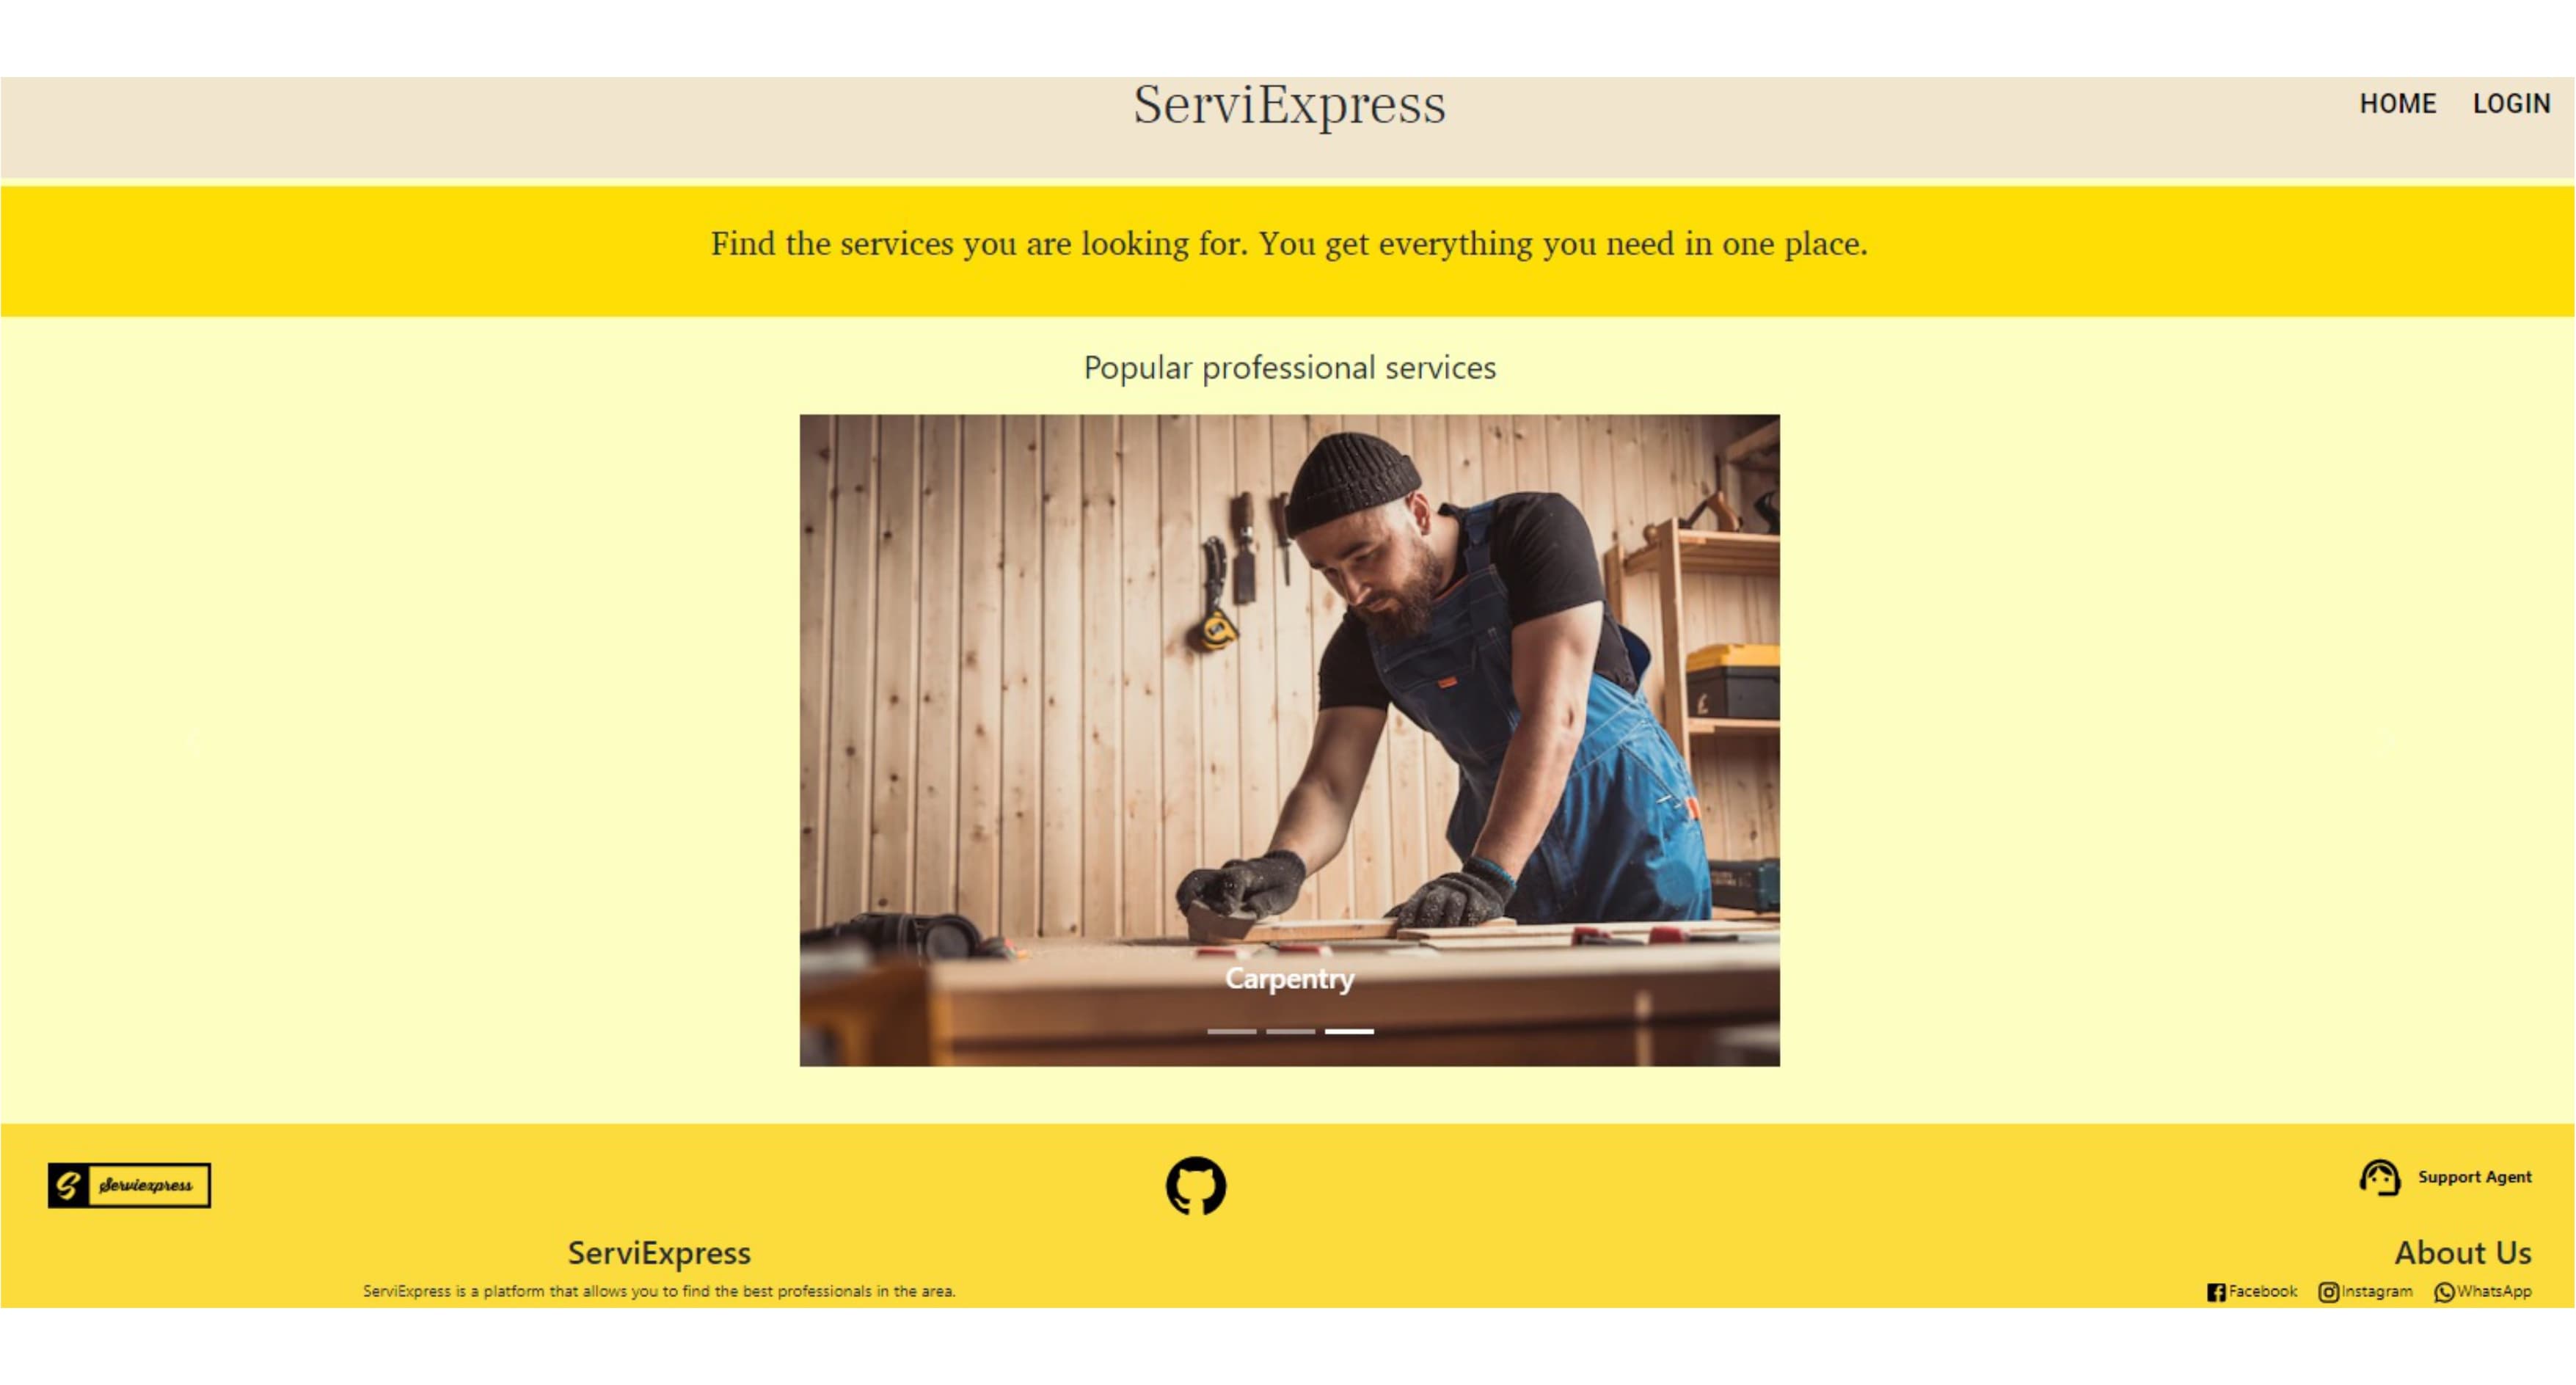 ServiExpress
HOME LOGIN
Find the services you are looking for. You get everything you need in one place.
Popular professional services
Carpentry
S Serviexpress
Support Agent
ServiExpress
About Us
ServiExpress is a platform that allows you to find the best professionals in the area.
Facebook Instagram WhatsApp